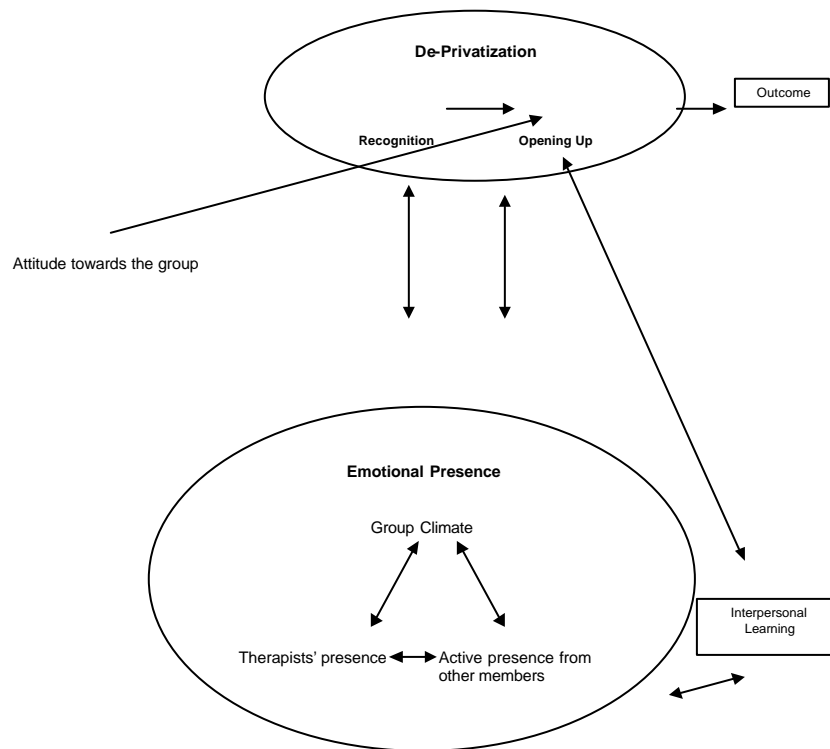 De-Privatization
Outcome
Recognition
Opening Up
Attitude towards the group
Emotional Presence
Group Climate
Interpersonal
Learning
Therapists' presence
Active presence from
other members